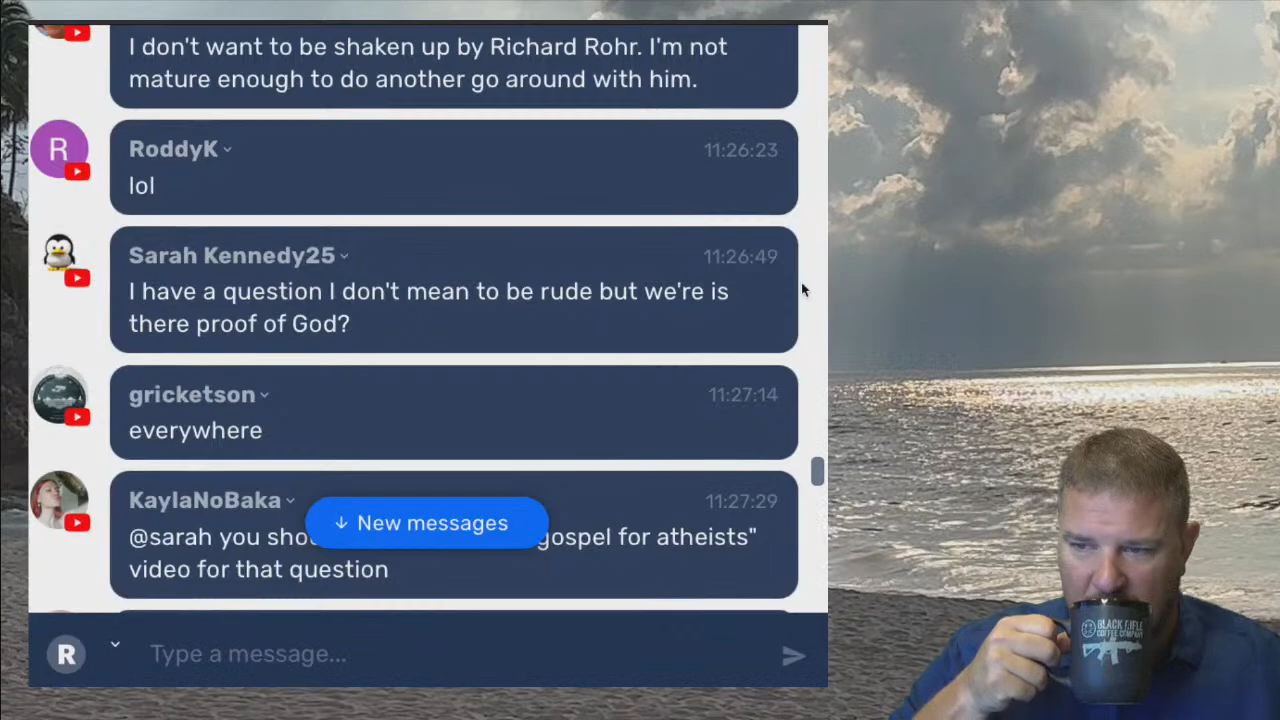 I don't want to be shaken up by Richard Rohr. I'm not
mature enough to do another go around with him.
R
RoddyK
11:26:23
lol
Sarah Kennedy25
11:26:49
I have a question I don't mean to be rude but we're is
there proof of God?
gricketson
11:27:14
everywhere
KaylaNoBaka
11:27:29
@sarah you gospel for atheists"
↓ New messages
video for that question
R
Type a message...
BLACK RIFLE
COFFEE COMPANY